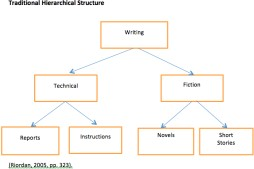 Traditional Hierarchical Structure
Writing
Technical
Fiction
Reports
Instructions
Novels
Short
Stories
(Riordan, 2005, pp. 323).